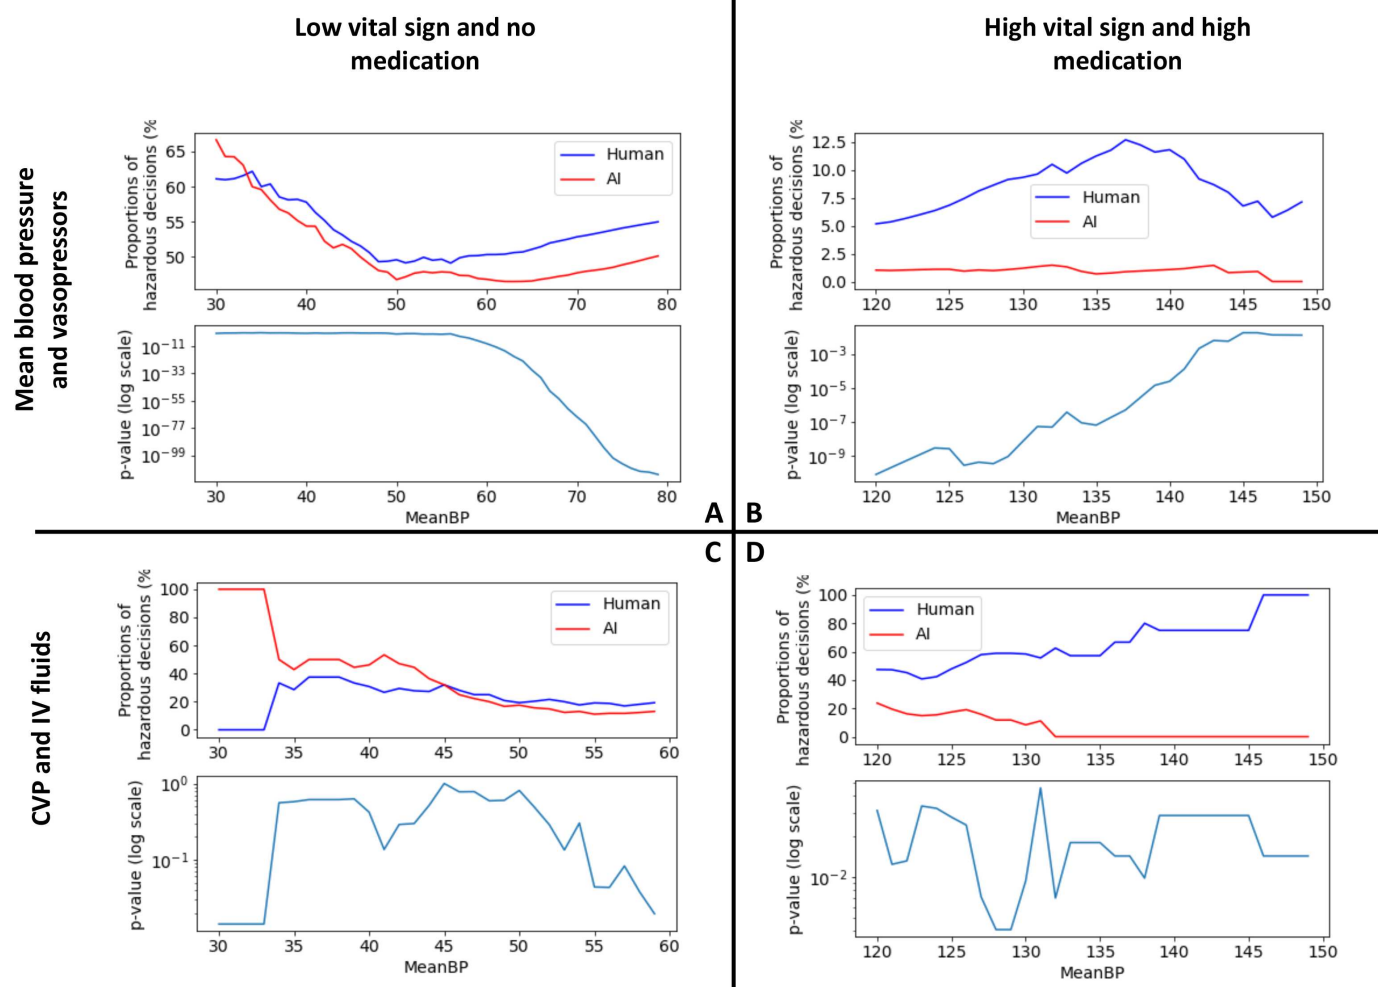 Low vital sign and no
medication
High vital sign and high
medication
Mean blood pressure
and vasopressors
CVP and IV fluids
Proportions of
hazardous decisions (%
65
60
55
50
Human
AI
30 40 50 60 70 80
p-value (log scale)
10⁻¹¹
10⁻³³
10⁻⁵⁵
10⁻⁷⁷
10⁻⁹⁹
30 40 50 60 70 80
MeanBP
A
Proportions of
hazardous decisions (%
12.5
10.0
7.5
5.0
2.5
0.0
Human
AI
120 125 130 135 140 145 150
p-value (log scale)
10⁻³
10⁻⁵
10⁻⁷
10⁻⁹
120 125 130 135 140 145 150
MeanBP
B
C
Proportions of
hazardous decisions (%
100
80
60
40
20
0
Human
AI
30 35 40 45 50 55 60
p-value (log scale)
10⁰
10⁻¹
30 35 40 45 50 55 60
MeanBP
D
Proportions of
hazardous decisions (%
100
80
60
40
20
0
Human
AI
120 125 130 135 140 145 150
p-value (log scale)
10⁻²
120 125 130 135 140 145 150
MeanBP